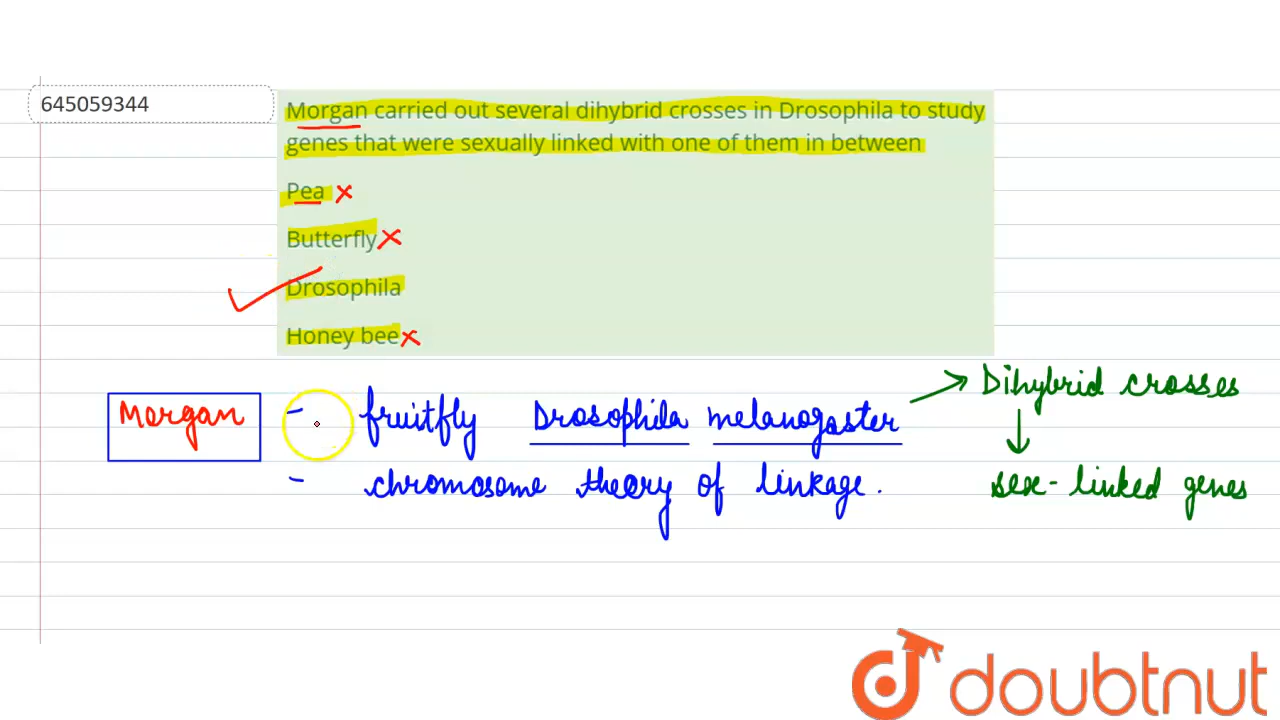 645059344
Morgan carried out several dihybrid crosses in Drosophila to study
genes that were sexually linked with one of them in between
Pea
Butterfly
Drosophila
Honey bee
Morgan - fruitfly Drosophila melanogaster → Dihybrid crosses
- chromosome theory of linkage.
sex-linked genes
doubtnut